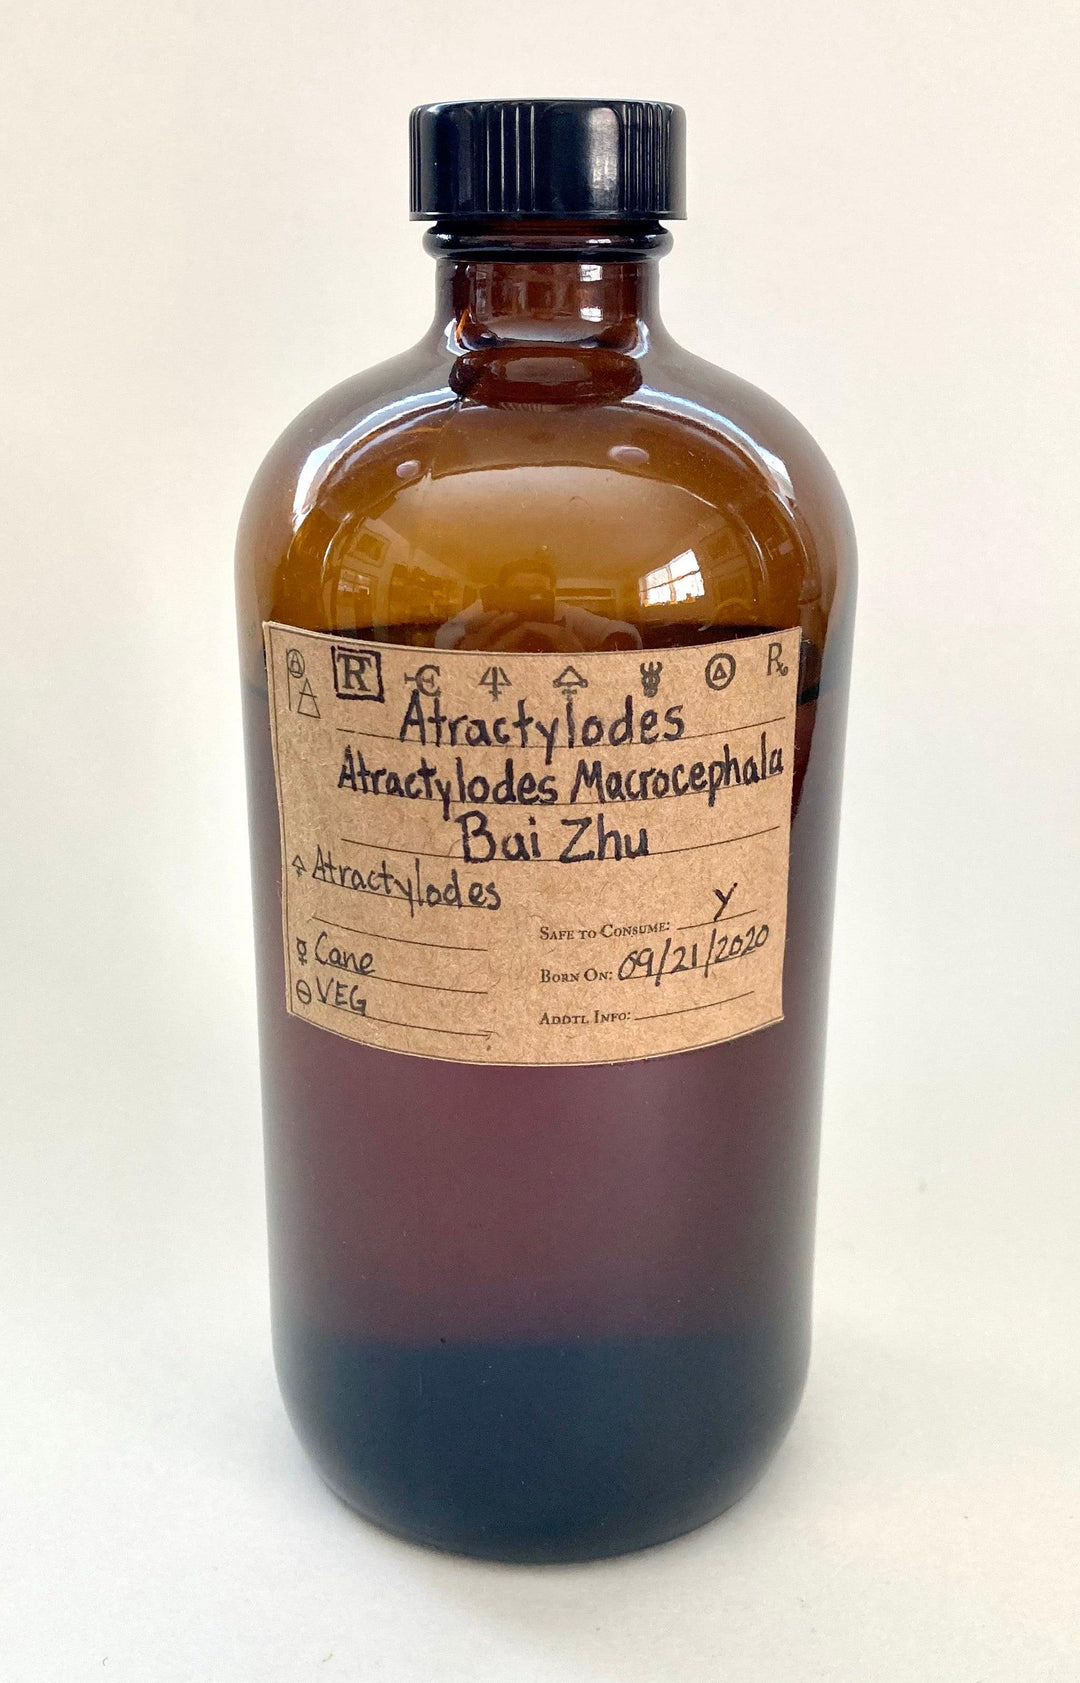 R ℞
Atractylodes
Atractylodes Macrocephala
Bai Zhu
Atractylodes
SAFE TO CONSUME: Y
Cane
BORN ON: 09/21/2020
VEG
ADDTL INFO: